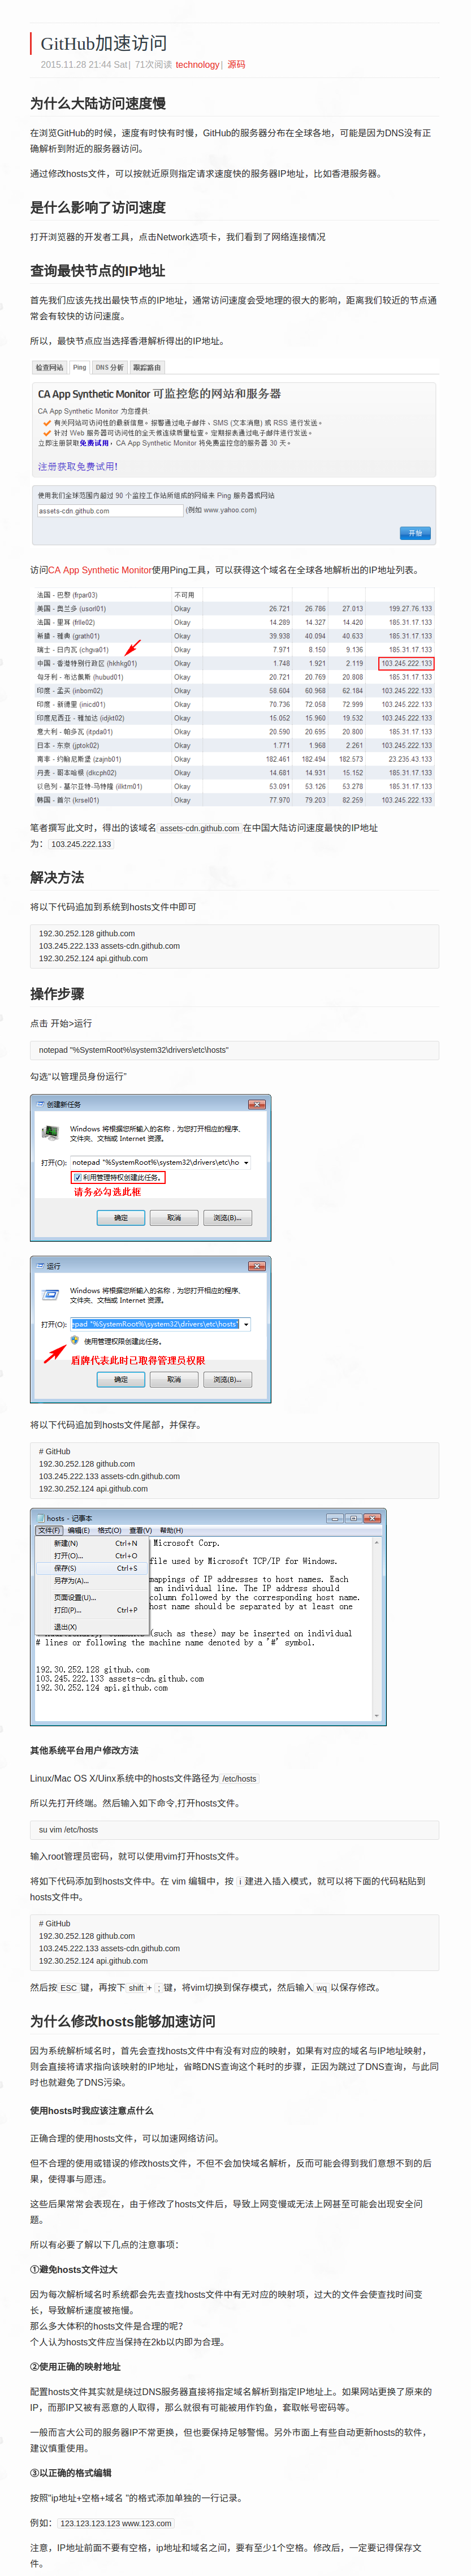 GitHub加速访问
2015.11.28 21:44 Sat| 71次阅读 technology| 源码
为什么大陆访问速度慢
在浏览GitHub的时候，速度有时快有时慢，GitHub的服务器分布在全球各地，可能是因为DNS没有正
确解析到附近的服务器访问。
通过修改hosts文件，可以按就近原则指定请求速度快的服务器IP地址，比如香港服务器。
是什么影响了访问速度
打开浏览器的开发者工具，点击Network选项卡，我们看到了网络连接情况
查询最快节点的IP地址
首先我们应该先找出最快节点的IP地址，通常访问速度会受地理的很大的影响，距离我们较近的节点通
常会有较快的访问速度。
所以，最快节点应当选择香港解析得出的IP地址。
检查网站 Ping DNS 分析 跟踪路由
CA App Synthetic Monitor 可监控您的网站和服务器
CA App Synthetic Monitor 为您提供:
有关网站可访问性的最新信息。报警通过电子邮件、SMS (文本消息) 或 RSS 进行发送。
针对 Web 服务器可访问性的全天候连续质量检查。定期报表通过电子邮件进行发送。
立即注册获取免费试用，CA App Synthetic Monitor 将免费监控您的服务器 30 天。
注册获取免费试用!
使用我们全球范围内超过 90 个监控工作站所组成的网络来 Ping 服务器或网站
assets-cdn.github.com (例如 www.yahoo.com)
开始
访问CA App Synthetic Monitor使用Ping工具，可以获得这个域名在全球各地解析出的IP地址列表。
法国 - 巴黎 (frpar03) 不可用
美国 - 奥兰多 (usorl01) Okay 26.721 26.786 27.013 199.27.76.133
法国 - 里耳 (frlle02) Okay 14.289 14.327 14.420 185.31.17.133
希腊 - 雅典 (grath01) Okay 39.938 40.094 40.633 185.31.17.133
瑞士 - 日内瓦 (chgva01) Okay 7.971 8.150 9.136 185.31.17.133
中国 - 香港特别行政区 (hkhkg01) Okay 1.748 1.921 2.119 103.245.222.133
匈牙利 - 布达佩斯 (hubud01) Okay 20.721 20.769 20.808 185.31.17.133
印度 - 孟买 (inbom02) Okay 58.604 60.968 62.184 103.245.222.133
印度 - 新德里 (inicd01) Okay 70.736 72.058 72.999 103.245.222.133
印度尼西亚 - 雅加达 (idjkt02) Okay 15.052 15.960 19.532 103.245.222.133
意大利 - 帕多瓦 (itpda01) Okay 20.590 20.695 20.800 185.31.17.133
日本 - 东京 (jptok02) Okay 1.771 1.968 2.261 103.245.222.133
南非 - 约翰尼斯堡 (zajnb01) Okay 182.461 182.494 182.573 23.235.43.133
丹麦 - 哥本哈根 (dkcph02) Okay 14.681 14.931 15.152 185.31.17.133
以色列 - 基尔亚特-马特隆 (ilktm01) Okay 53.091 53.126 53.278 185.31.17.133
韩国 - 首尔 (krsel01) Okay 77.970 79.203 82.259 103.245.222.133
笔者撰写此文时，得出的该域名 assets-cdn.github.com 在中国大陆访问速度最快的IP地址
为： 103.245.222.133
解决方法
将以下代码追加到系统到hosts文件中即可
192.30.252.128 github.com
103.245.222.133 assets-cdn.github.com
192.30.252.124 api.github.com
操作步骤
点击 开始>运行
notepad "%SystemRoot%\system32\drivers\etc\hosts"
勾选“以管理员身份运行”
创建新任务
Windows 将根据您所输入的名称，为您打开相应的程序、
文件夹、文档或 Internet 资源。
打开(O): notepad "%SystemRoot%\system32\drivers\etc\ho
利用管理特权创建此任务。
请务必勾选此框
确定 取消 浏览(B)...
运行
Windows 将根据您所输入的名称，为您打开相应的程序、
文件夹、文档或 Internet 资源。
打开(O): epad "%SystemRoot%\system32\drivers\etc\hosts"
使用管理权限创建此任务。
盾牌代表此时已取得管理员权限
确定 取消 浏览(B)...
将以下代码追加到hosts文件尾部，并保存。
# GitHub
192.30.252.128 github.com
103.245.222.133 assets-cdn.github.com
192.30.252.124 api.github.com
hosts - 记事本
文件(F) 编辑(E) 格式(O) 查看(V) 帮助(H)
新建(N) Ctrl+N Microsoft Corp.
打开(O)... Ctrl+O file used by Microsoft TCP/IP for Windows.
保存(S) Ctrl+S mappings of IP addresses to host names. Each
另存为(A)... an individual line. The IP address should
页面设置(U)... column followed by the corresponding host name.
打印(P)... Ctrl+P host name should be separated by at least one
退出(X)
(such as these) may be inserted on individual
# lines or following the machine name denoted by a '#' symbol.
192.30.252.128 github.com
103.245.222.133 assets-cdn.github.com
192.30.252.124 api.github.com
其他系统平台用户修改方法
Linux/Mac OS X/Uinx系统中的hosts文件路径为 /etc/hosts
所以先打开终端。然后输入如下命令,打开hosts文件。
su vim /etc/hosts
输入root管理员密码，就可以使用vim打开hosts文件。
将如下代码添加到hosts文件中。在 vim 编辑中，按 i 建进入插入模式，就可以将下面的代码粘贴到
hosts文件中。
# GitHub
192.30.252.128 github.com
103.245.222.133 assets-cdn.github.com
192.30.252.124 api.github.com
然后按 ESC 键，再按下 shift + ; 键，将vim切换到保存模式，然后输入 wq 以保存修改。
为什么修改hosts能够加速访问
因为系统解析域名时，首先会查找hosts文件中有没有对应的映射，如果有对应的域名与IP地址映射，
则会直接将请求指向该映射的IP地址，省略DNS查询这个耗时的步骤，正因为跳过了DNS查询，与此同
时也就避免了DNS污染。
使用hosts时我应该注意点什么
正确合理的使用hosts文件，可以加速网络访问。
但不合理的使用或错误的修改hosts文件，不但不会加快域名解析，反而可能会得到我们意想不到的后
果，使得事与愿违。
这些后果常常会表现在，由于修改了hosts文件后，导致上网变慢或无法上网甚至可能会出现安全问
题。
所以有必要了解以下几点的注意事项：
①避免hosts文件过大
因为每次解析域名时系统都会先去查找hosts文件中有无对应的映射项，过大的文件会使查找时间变
长，导致解析速度被拖慢。
那么多大体积的hosts文件是合理的呢?
个人认为hosts文件应当保持在2kb以内即为合理。
②使用正确的映射地址
配置hosts文件其实就是绕过DNS服务器直接将指定域名解析到指定IP地址上。如果网站更换了原来的
IP，而那IP又被有恶意的人取得，那么就很有可能被用作钓鱼，套取帐号密码等。
一般而言大公司的服务器IP不常更换，但也要保持足够警惕。另外市面上有些自动更新hosts的软件，
建议慎重使用。
③以正确的格式编辑
按照"ip地址+空格+域名 "的格式添加单独的一行记录。
例如： 123.123.123.123 www.123.com
注意，IP地址前面不要有空格，ip地址和域名之间，要有至少1个空格。修改后，一定要记得保存文
件。